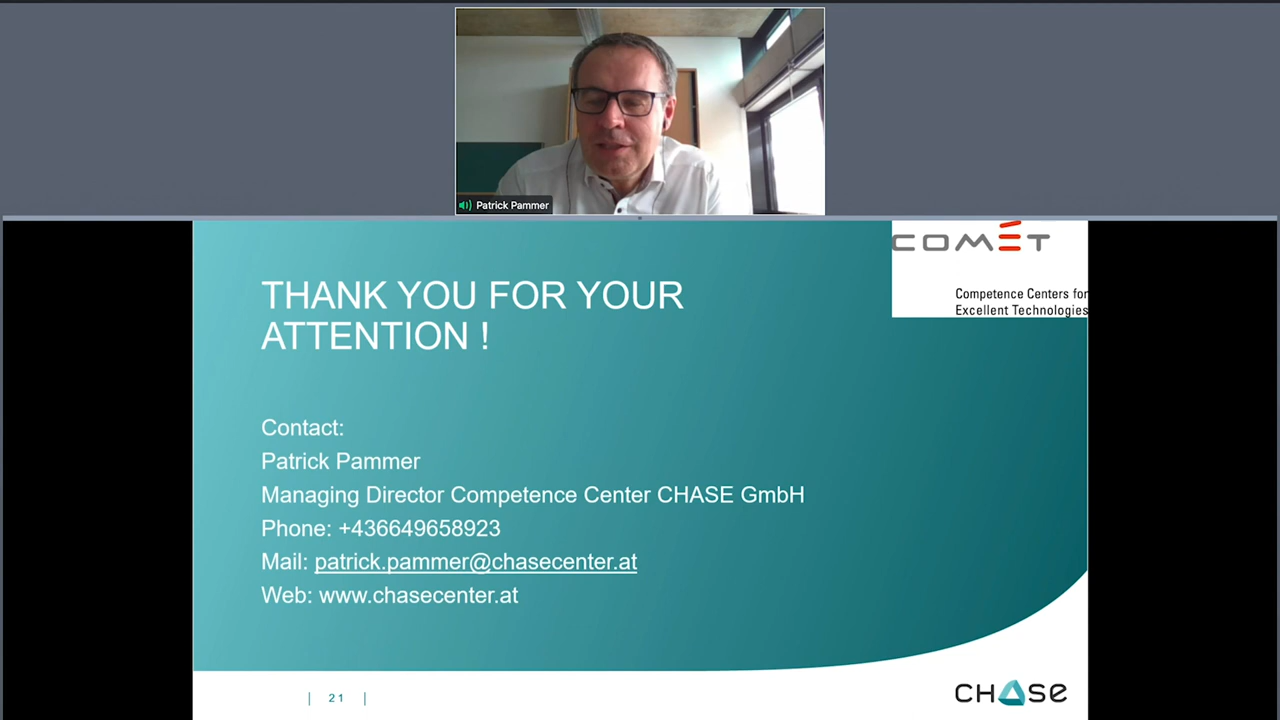 Patrick Pammer
COMÉT
Competence Centers for
Excellent Technologies
THANK YOU FOR YOUR
ATTENTION !
Contact:
Patrick Pammer
Managing Director Competence Center CHASE GmbH
Phone: +436649658923
Mail: patrick.pammer@chasecenter.at
Web: www.chasecenter.at
| 21 |
CHASE